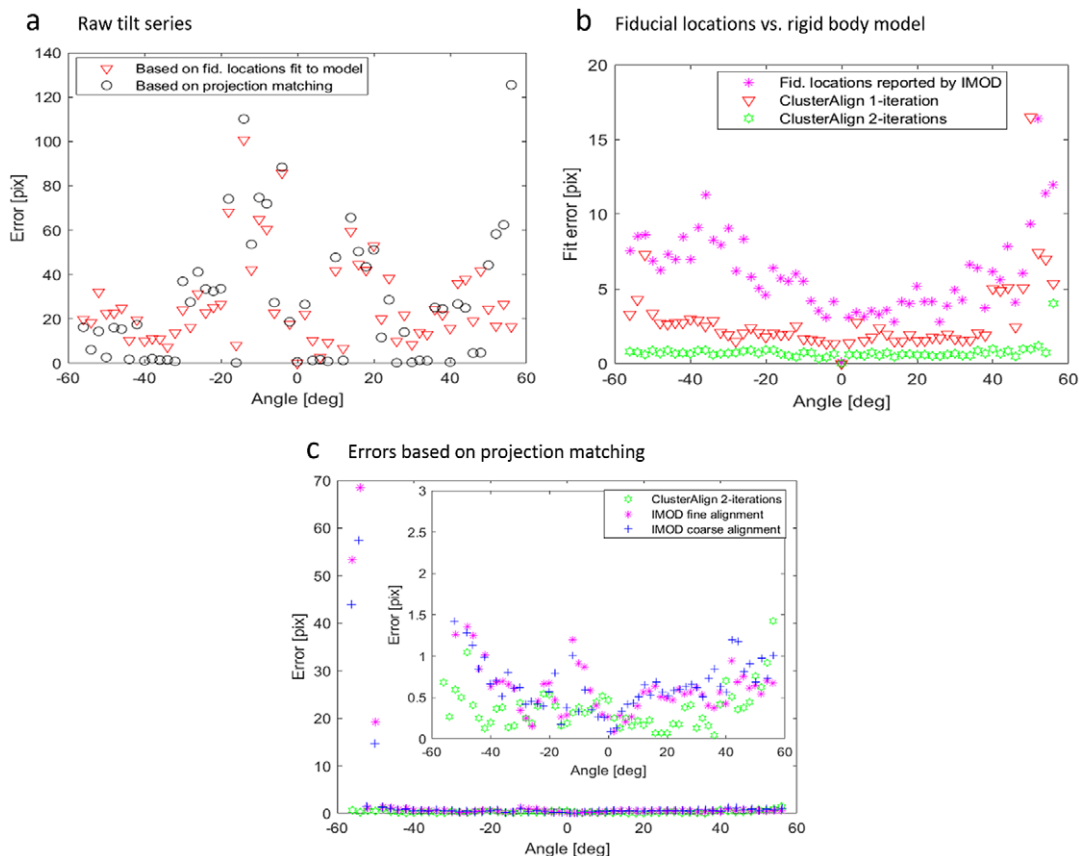 a Raw tilt series
140
120
100
80
60
40
20
0
Error [pix]
Based on fid. locations fit to model
Based on projection matching
-60 -40 -20 0 20 40 60
Angle [deg]
b Fiducial locations vs. rigid body model
20
15
10
5
0
Fit error [pix]
Fid. locations reported by IMOD
ClusterAlign 1-iteration
ClusterAlign 2-iterations
-60 -40 -20 0 20 40 60
Angle [deg]
c Errors based on projection matching
70
60
50
40
30
20
10
0
Error [pix]
3
2.5
2
1.5
1
0.5
0
Error [pix]
ClusterAlign 2-iterations
IMOD fine alignment
IMOD coarse alignment
-60 -40 -20 0 20 40 60
Angle [deg]
-60 -40 -20 0 20 40 60
Angle [deg]